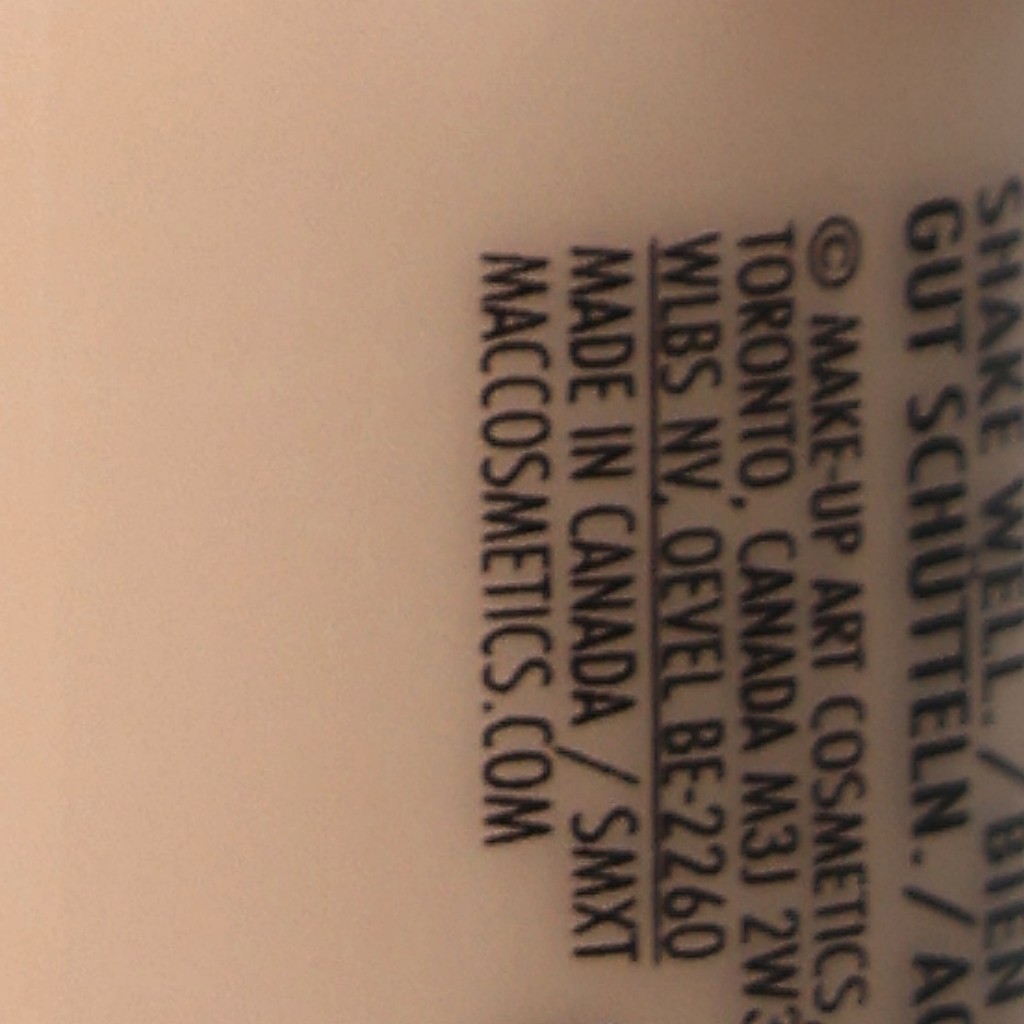 SHAKE WELL. / BIEN
GUT SCHÜTTELN. / AG
© MAKE-UP ART COSMETICS
TORONTO, CANADA M3J 2W3
WLBS NV, OEVEL BE-2260
MADE IN CANADA / SMXT
MACCOSMETICS.COM